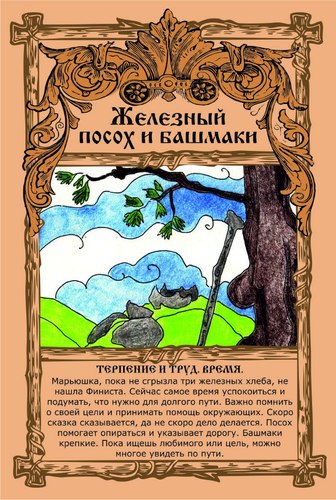 Железный
посох и башмаки
терпение и труд. время.
Марьюшка, пока не сгрызла три железных хлеба, не
нашла Финиста. Сейчас самое время успокоиться и
подумать, что нужно для долгого пути. Важно помнить
о своей цели и принимать помощь окружающих. Скоро
сказка сказывается, да не скоро дело делается. Посох
помогает опираться и указывает дорогу. Башмаки
крепкие. Пока ищешь любимого или цель, можно
многое увидеть по пути.